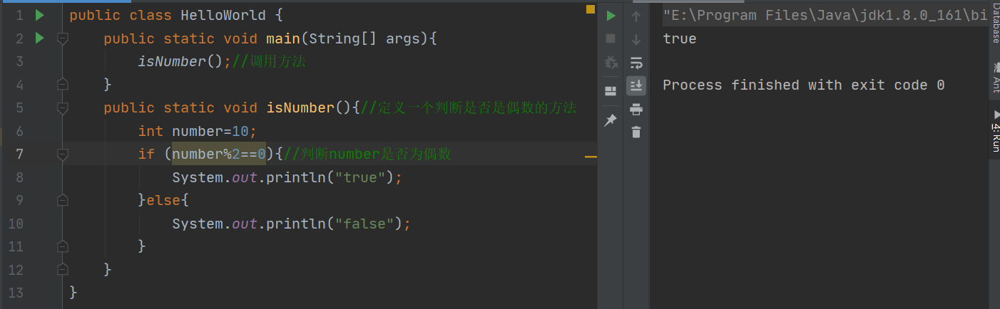 1 public class HelloWorld {
2 public static void main(String[] args){
3 isNumber();//调用方法
4 }
5 public static void isNumber(){//定义一个判断是否是偶数的方法
6 int number=10;
7 if (number%2==0){//判断number是否为偶数
8 System.out.println("true");
9 }else{
10 System.out.println("false");
11 }
12 }
13 }
"E:\Program Files\Java\jdk1.8.0_161\bi
true
Process finished with exit code 0
Database
Ant
4: Run